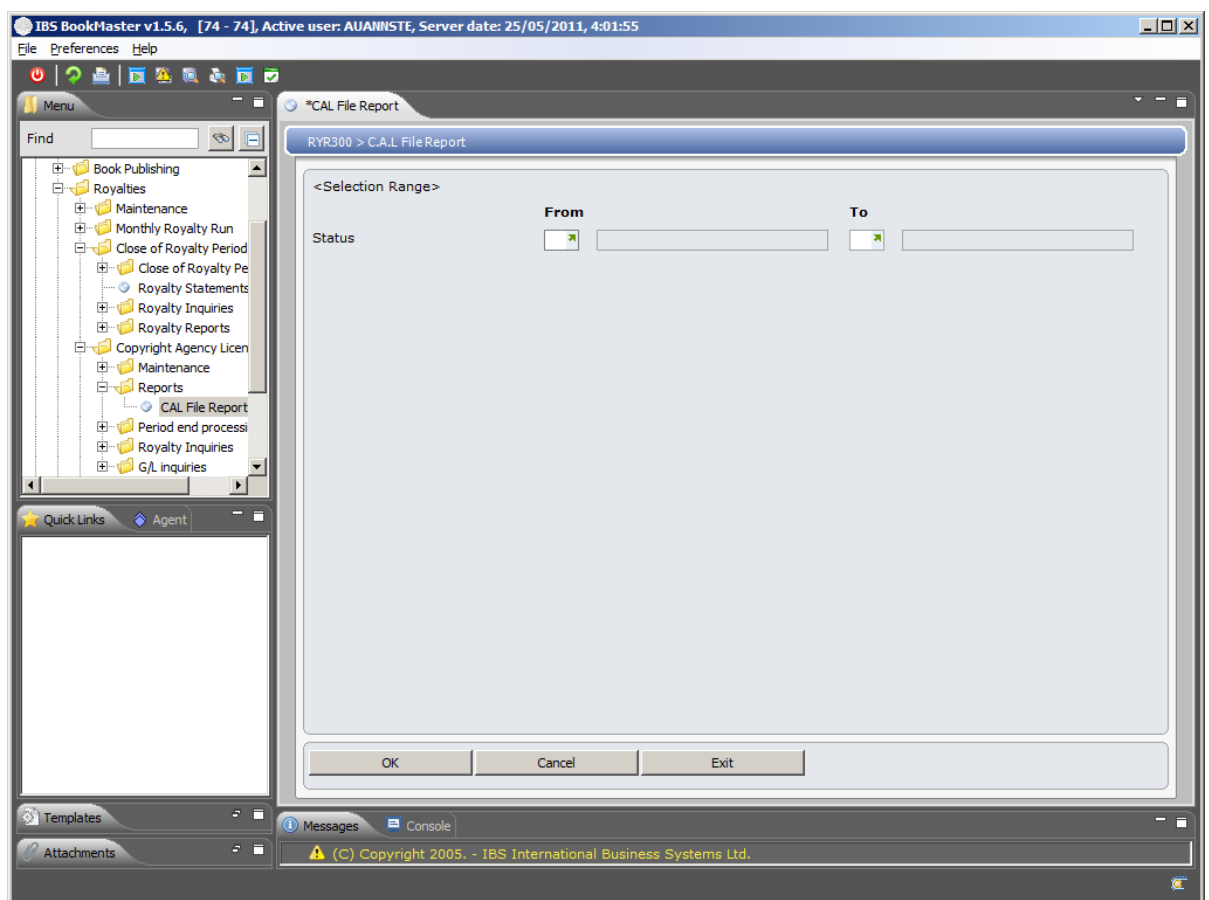 IBS BookMaster v1.5.6, [74 - 74], Active user: AUANNSTE, Server date: 25/05/2011, 4:01:55
File Preferences Help
Menu
Find
Book Publishing
Royalties
Maintenance
Monthly Royalty Run
Close of Royalty Period
Close of Royalty Pe
Royalty Statements
Royalty Inquiries
Royalty Reports
Copyright Agency Licen
Maintenance
Reports
CAL File Report
Period end processi
Royalty Inquiries
G/L inquiries
Quick Links Agent
Templates
Attachments
*CAL File Report
RYR300 > C.A.L File Report
<Selection Range>
From To
Status
OK Cancel Exit
Messages Console
(C) Copyright 2005. - IBS International Business Systems Ltd.